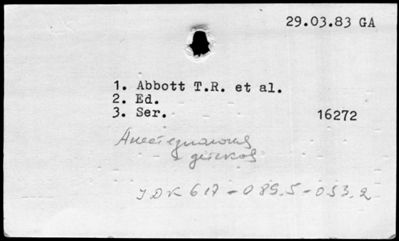 29.03.83 GA
1. Abbott T.R. et al.
2. Ed.
3. Ser. 16272
Анестезиология
детская
УДК 617-089.5-053.2